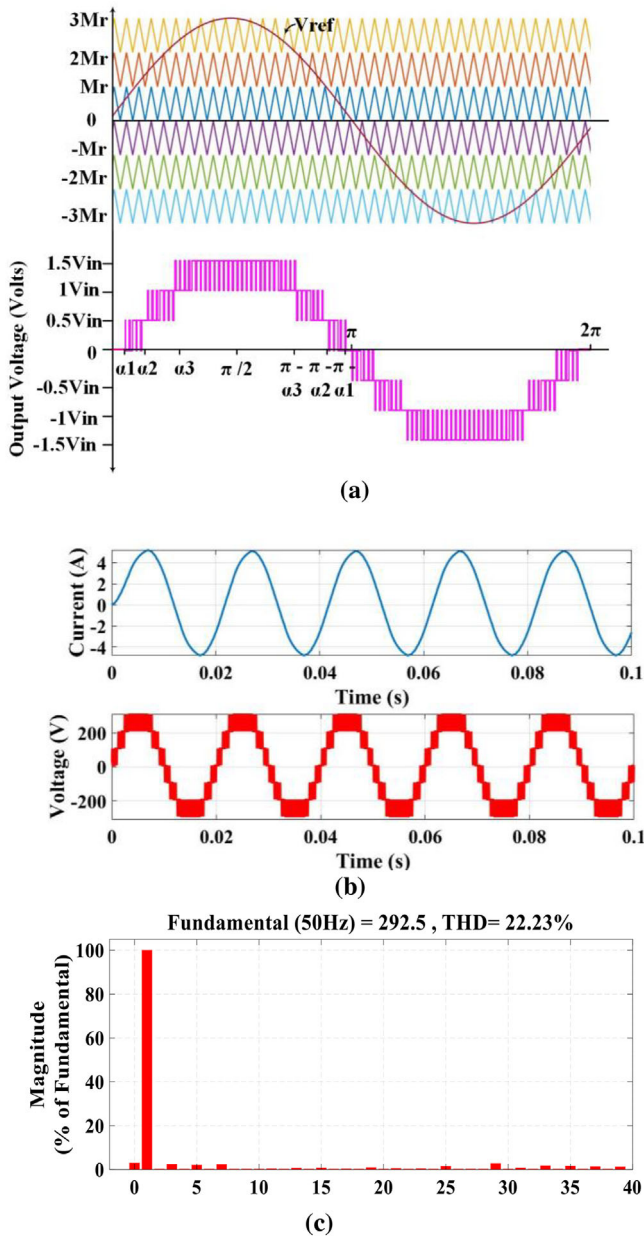 3Mr
Vref
2Mr
Mr
0
-Mr
-2Mr
-3Mr
Output Voltage (Volts)
1.5Vin
1Vin
0.5Vin
0
-0.5Vin
-1Vin
-1.5Vin
α1 α2 α3 π /2 π - α3 π - α2 π - α1 π 2π
(a)
Current (A)
4
2
0
-2
-4
0 0.02 0.04 0.06 0.08 0.1
Time (s)
Voltage (V)
200
0
-200
0 0.02 0.04 0.06 0.08 0.1
Time (s)
(b)
Fundamental (50Hz) = 292.5 , THD= 22.23%
Magnitude
(% of Fundamental)
100
80
60
40
20
0
0 5 10 15 20 25 30 35 40
(c)